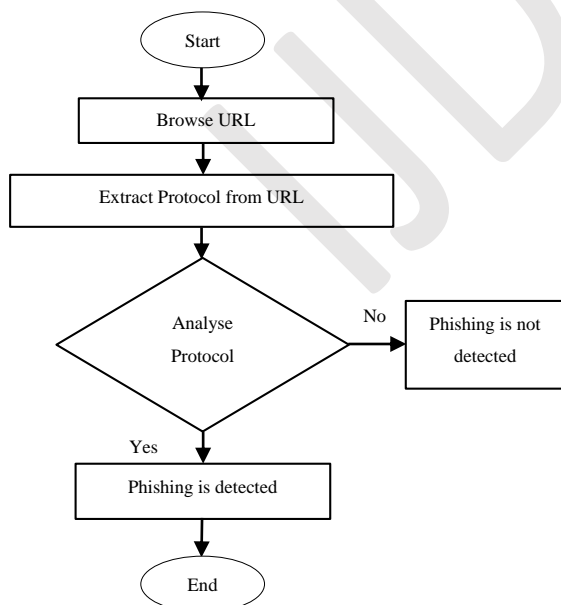 Start
Browse URL
Extract Protocol from URL
Analyse
Protocol
No
Phishing is not
detected
Yes
Phishing is detected
End